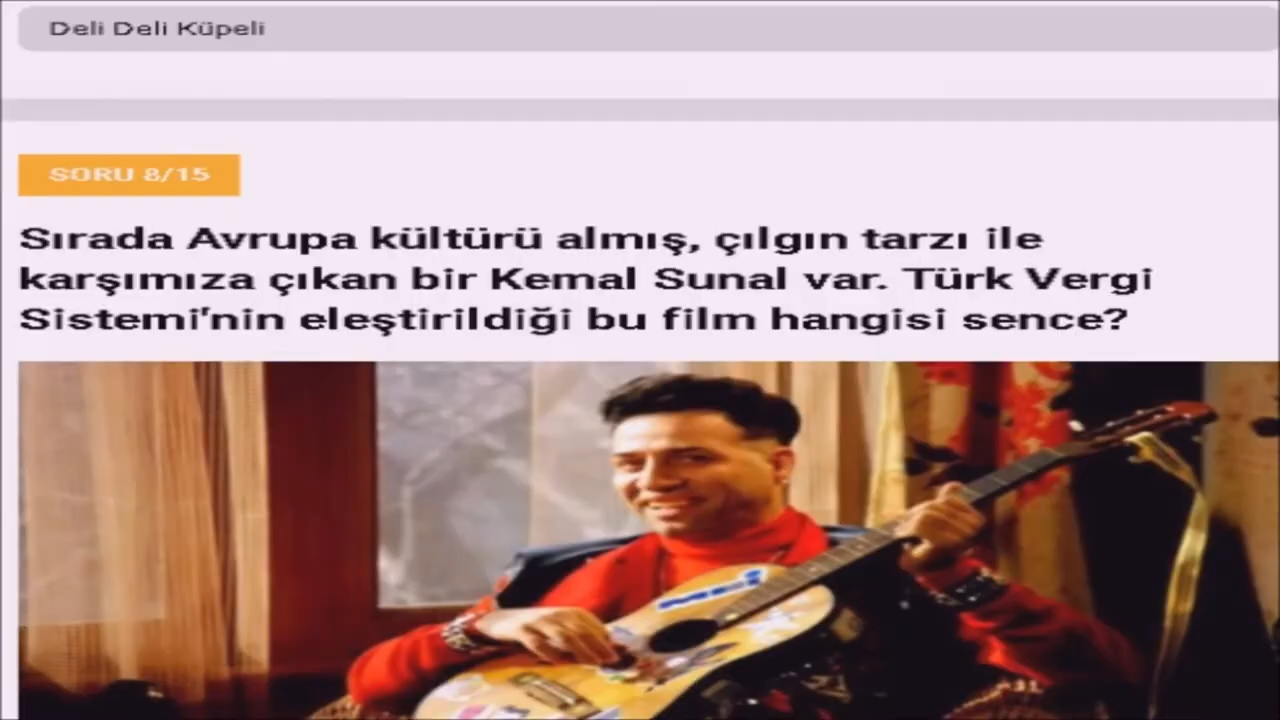 Deli Deli Küpeli
SORU 8/15
Sırada Avrupa kültürü almış, çılgın tarzı ile
karşımıza çıkan bir Kemal Sunal var. Türk Vergi
Sistemi'nin eleştirildiği bu film hangisi sence?